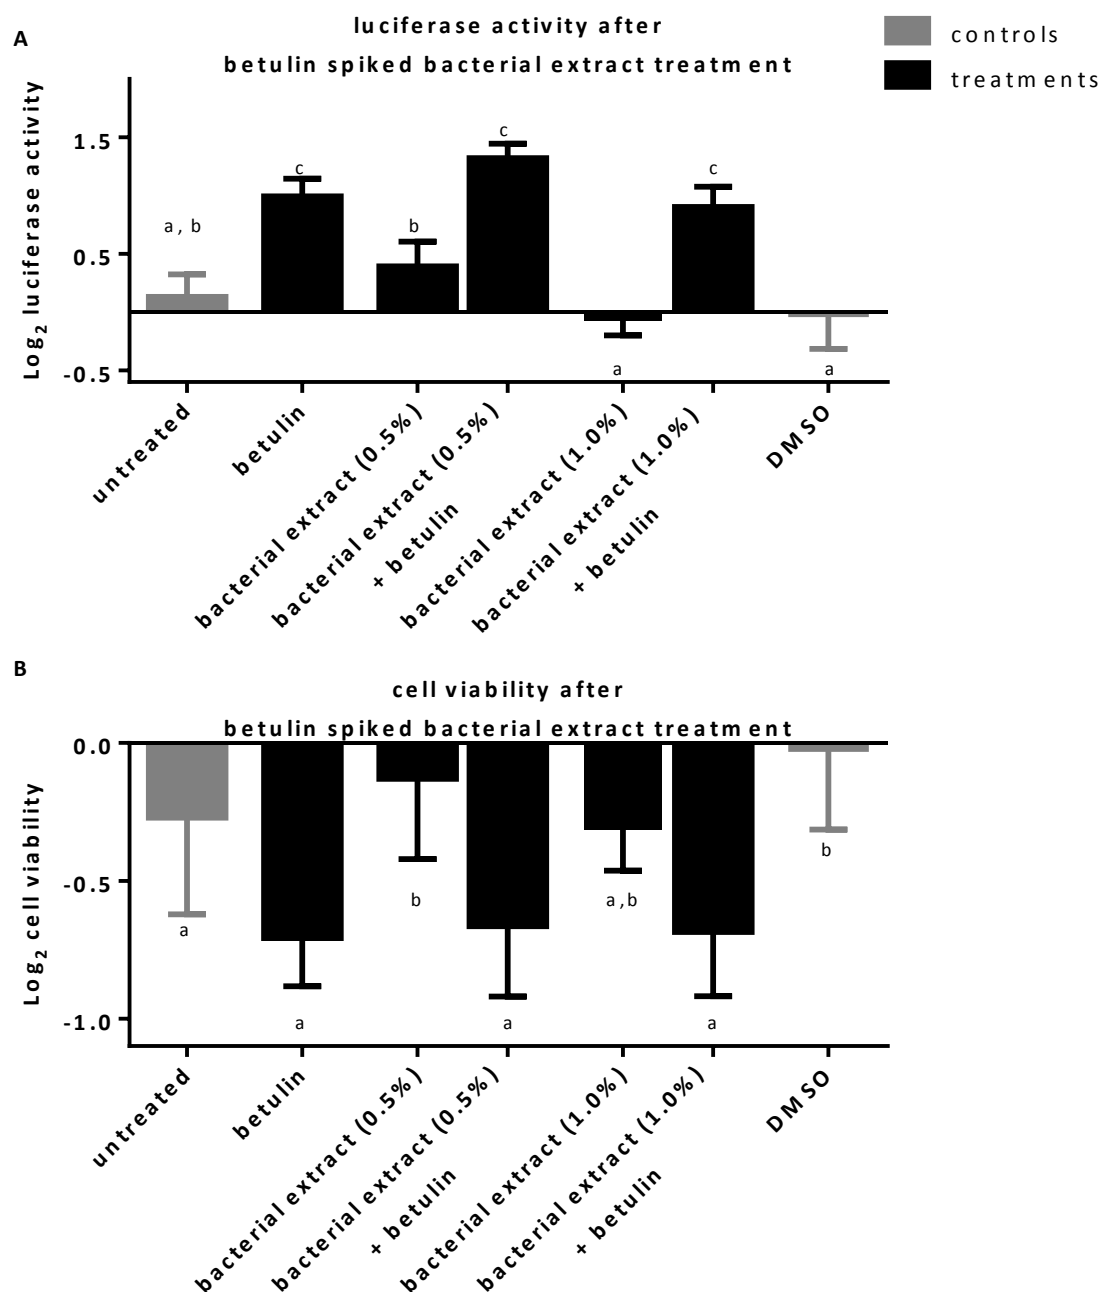 A
luciferase activity after
betulin spiked bacterial extract treatment
controls
treatments
Log2 luciferase activity
1.5
0.5
-0.5
a, b
c
b
c
a
c
a
untreated
betulin
bacterial extract (0.5%)
bacterial extract (0.5%)
+ betulin
bacterial extract (1.0%)
bacterial extract (1.0%)
+ betulin
DMSO
B
cell viability after
betulin spiked bacterial extract treatment
Log2 cell viability
0.0
-0.5
-1.0
a
a
b
a
a,b
a
b
untreated
betulin
bacterial extract (0.5%)
bacterial extract (0.5%)
+ betulin
bacterial extract (1.0%)
bacterial extract (1.0%)
+ betulin
DMSO